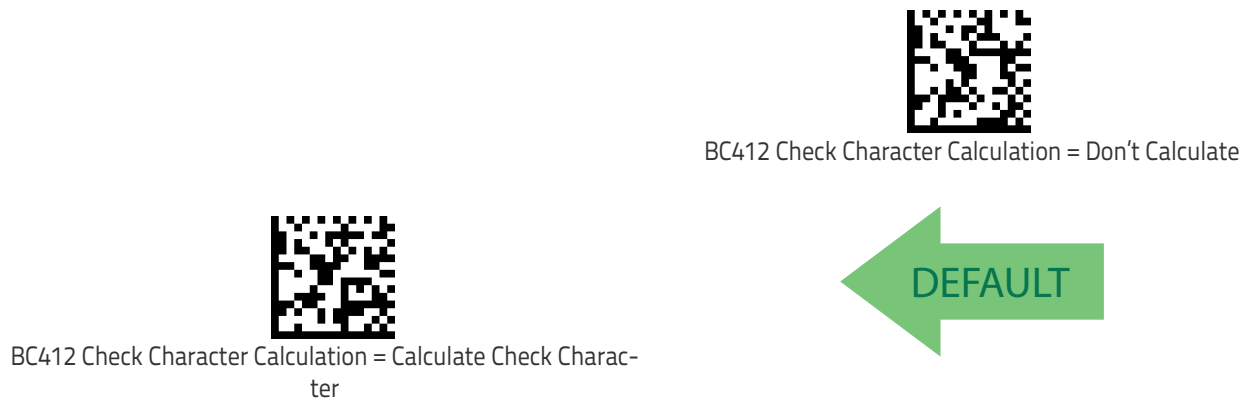 BC412 Check Character Calculation = Don’t Calculate
DEFAULT
BC412 Check Character Calculation = Calculate Check Charac-
ter